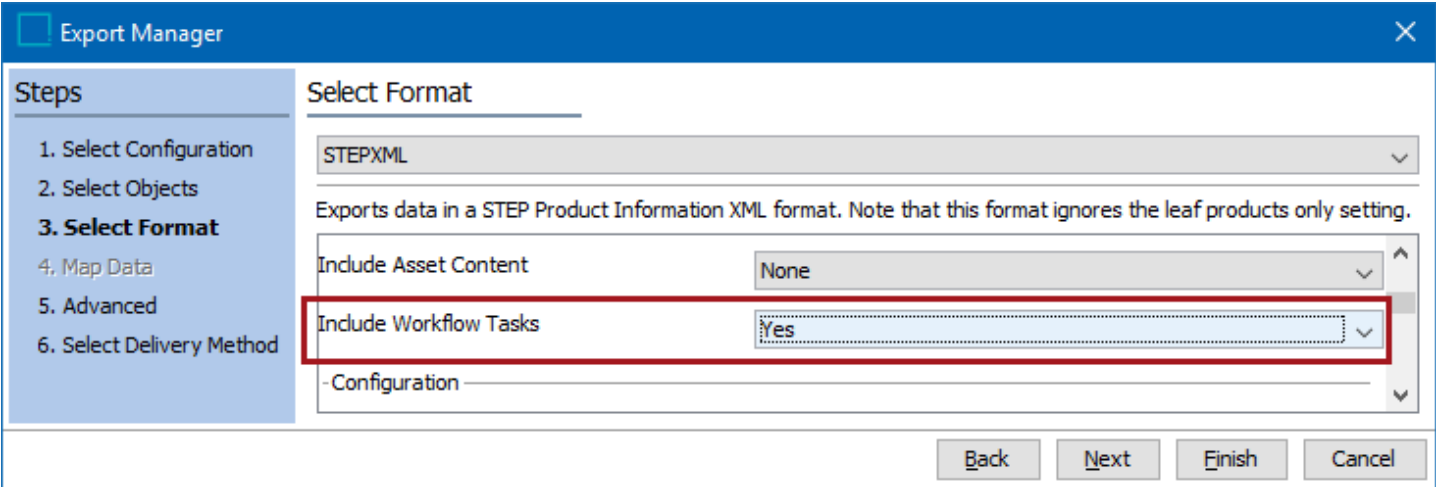 Export Manager
Steps
1. Select Configuration
2. Select Objects
3. Select Format
4. Map Data
5. Advanced
6. Select Delivery Method
Select Format
STEPXML
Exports data in a STEP Product Information XML format. Note that this format ignores the leaf products only setting.
Include Asset Content None
Include Workflow Tasks Yes
Configuration
Back Next Finish Cancel